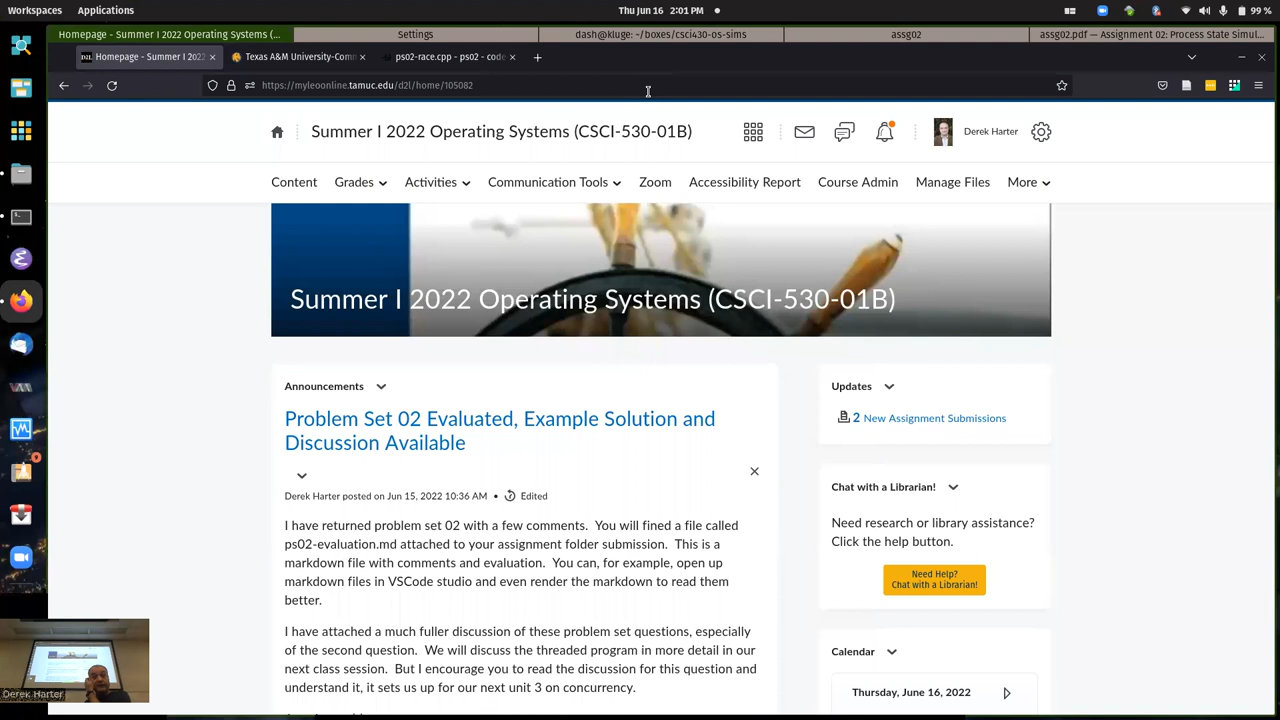 Workspaces
Applications
Thu Jun 16 2:01 PM
99 %
Homepage - Summer I 2022 Operating Systems (...
Settings
dash@kluge: ~/boxes/csci430-os-sims
assg02
assg02.pdf — Assignment 02: Process State Simul...
Homepage - Summer I 2022
Texas A&M University-Comm
ps02-race.cpp - ps02 - code
https://myleoonline.tamuc.edu/d2l/home/105082
Summer I 2022 Operating Systems (CSCI-530-01B)
Derek Harter
Content
Grades
Activities
Communication Tools
Zoom
Accessibility Report
Course Admin
Manage Files
More
Summer I 2022 Operating Systems (CSCI-530-01B)
Announcements
Problem Set 02 Evaluated, Example Solution and
Discussion Available
Derek Harter posted on Jun 15, 2022 10:36 AM • Edited
I have returned problem set 02 with a few comments. You will fined a file called
ps02-evaluation.md attached to your assignment folder submission. This is a
markdown file with comments and evaluation. You can, for example, open up
markdown files in VSCode studio and even render the markdown to read them
better.
I have attached a much fuller discussion of these problem set questions, especially
of the second question. We will discuss the threaded program in more detail in our
next class session. But I encourage you to read the discussion for this question and
understand it, it sets us up for our next unit 3 on concurrency.
Updates
2 New Assignment Submissions
Chat with a Librarian!
Need research or library assistance?
Click the help button.
Need Help?
Chat with a Librarian!
Calendar
Thursday, June 16, 2022
9
Derek Harter